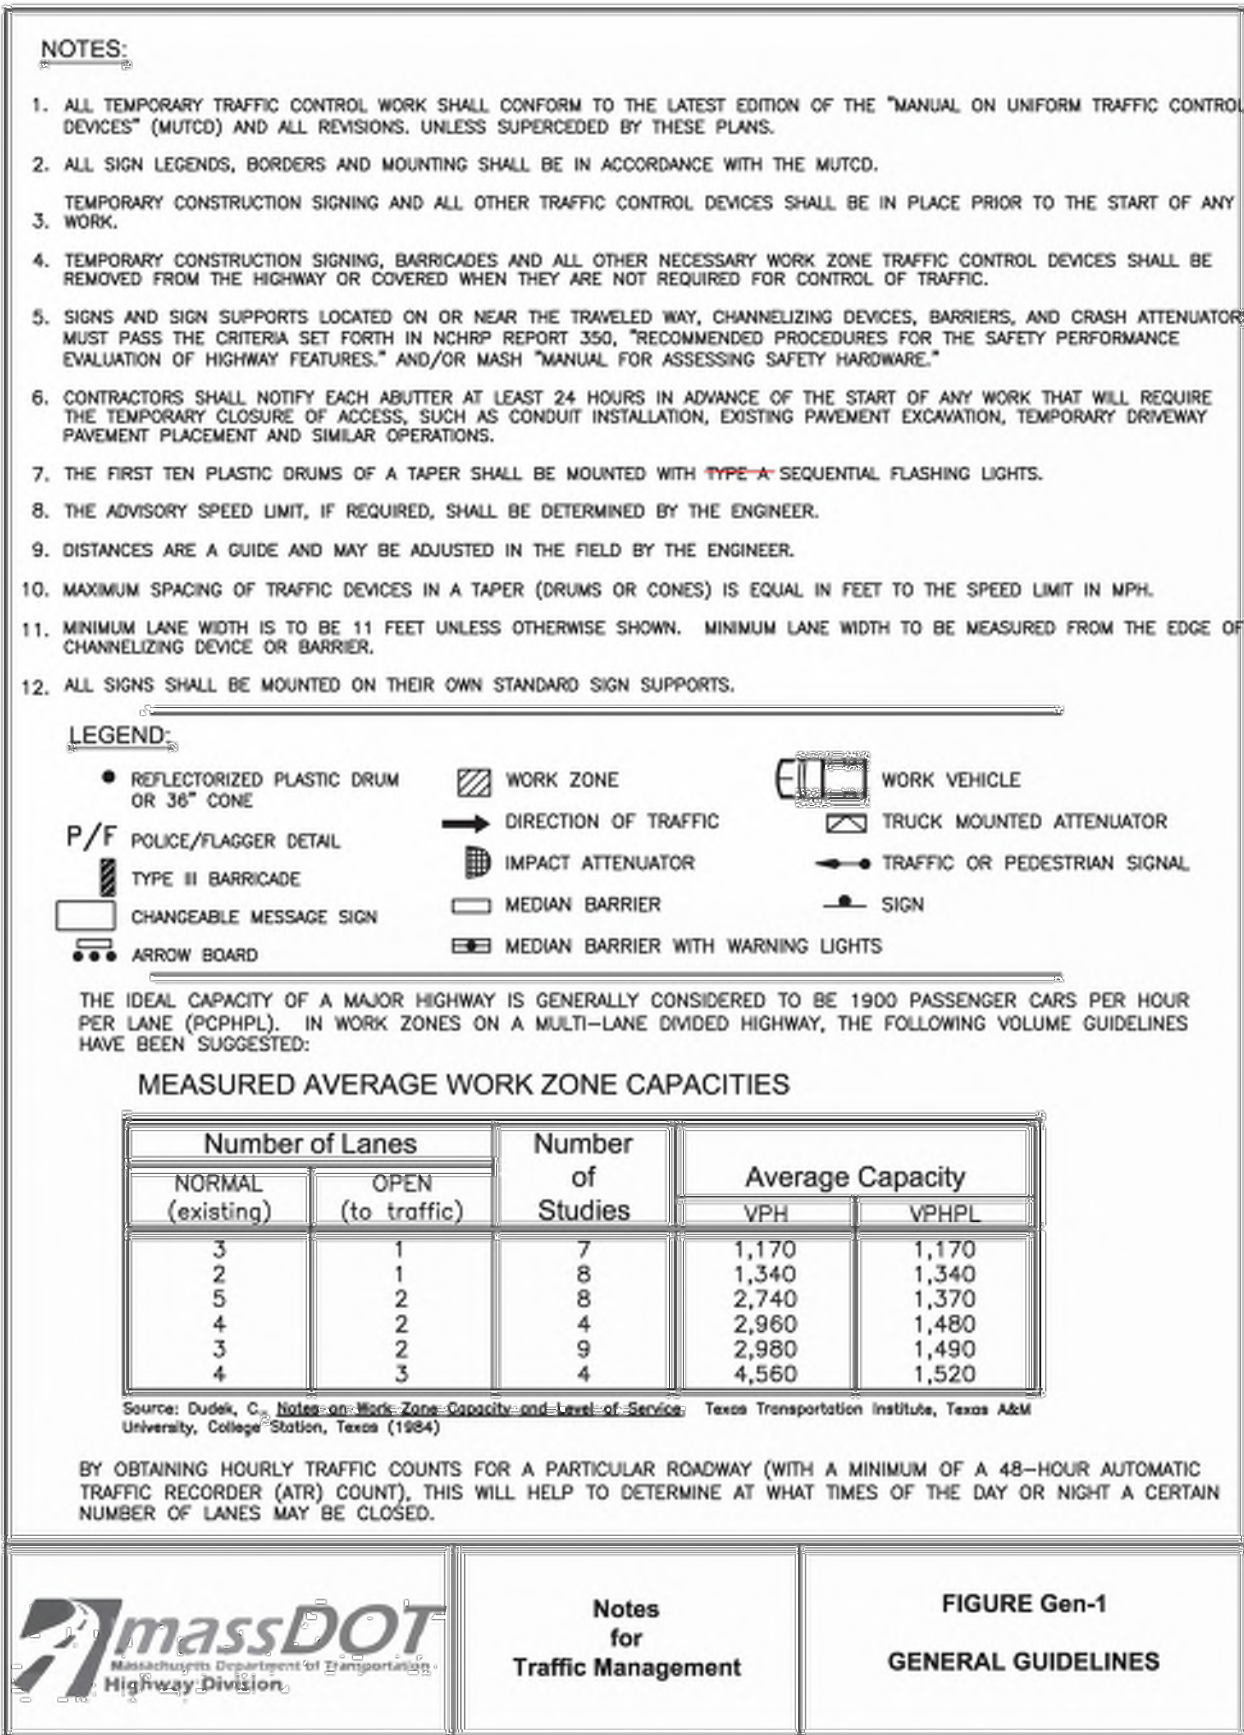 NOTES:
1. ALL TEMPORARY TRAFFIC CONTROL WORK SHALL CONFORM TO THE LATEST EDITION OF THE "MANUAL ON UNIFORM TRAFFIC CONTROL
DEVICES" (MUTCD) AND ALL REVISIONS. UNLESS SUPERCEDED BY THESE PLANS.
2. ALL SIGN LEGENDS, BORDERS AND MOUNTING SHALL BE IN ACCORDANCE WITH THE MUTCD.
TEMPORARY CONSTRUCTION SIGNING AND ALL OTHER TRAFFIC CONTROL DEVICES SHALL BE IN PLACE PRIOR TO THE START OF ANY
3. WORK.
4. TEMPORARY CONSTRUCTION SIGNING, BARRICADES AND ALL OTHER NECESSARY WORK ZONE TRAFFIC CONTROL DEVICES SHALL BE
REMOVED FROM THE HIGHWAY OR COVERED WHEN THEY ARE NOT REQUIRED FOR CONTROL OF TRAFFIC.
5. SIGNS AND SIGN SUPPORTS LOCATED ON OR NEAR THE TRAVELED WAY, CHANNELIZING DEVICES, BARRIERS, AND CRASH ATTENUATORS
MUST PASS THE CRITERIA SET FORTH IN NCHRP REPORT 350, "RECOMMENDED PROCEDURES FOR THE SAFETY PERFORMANCE
EVALUATION OF HIGHWAY FEATURES." AND/OR MASH "MANUAL FOR ASSESSING SAFETY HARDWARE."
6. CONTRACTORS SHALL NOTIFY EACH ABUTTER AT LEAST 24 HOURS IN ADVANCE OF THE START OF ANY WORK THAT WILL REQUIRE
THE TEMPORARY CLOSURE OF ACCESS, SUCH AS CONDUIT INSTALLATION, EXISTING PAVEMENT EXCAVATION, TEMPORARY DRIVEWAY
PAVEMENT PLACEMENT AND SIMILAR OPERATIONS.
7. THE FIRST TEN PLASTIC DRUMS OF A TAPER SHALL BE MOUNTED WITH TYPE A SEQUENTIAL FLASHING LIGHTS.
8. THE ADVISORY SPEED LIMIT, IF REQUIRED, SHALL BE DETERMINED BY THE ENGINEER.
9. DISTANCES ARE A GUIDE AND MAY BE ADJUSTED IN THE FIELD BY THE ENGINEER.
10. MAXIMUM SPACING OF TRAFFIC DEVICES IN A TAPER (DRUMS OR CONES) IS EQUAL IN FEET TO THE SPEED LIMIT IN MPH.
11. MINIMUM LANE WIDTH IS TO BE 11 FEET UNLESS OTHERWISE SHOWN. MINIMUM LANE WIDTH TO BE MEASURED FROM THE EDGE OF
CHANNELIZING DEVICE OR BARRIER.
12. ALL SIGNS SHALL BE MOUNTED ON THEIR OWN STANDARD SIGN SUPPORTS.
LEGEND:
REFLECTORIZED PLASTIC DRUM
OR 36" CONE
P/F POLICE/FLAGGER DETAIL
TYPE III BARRICADE
CHANGEABLE MESSAGE SIGN
ARROW BOARD
WORK ZONE
DIRECTION OF TRAFFIC
IMPACT ATTENUATOR
MEDIAN BARRIER
MEDIAN BARRIER WITH WARNING LIGHTS
WORK VEHICLE
TRUCK MOUNTED ATTENUATOR
TRAFFIC OR PEDESTRIAN SIGNAL
SIGN
THE IDEAL CAPACITY OF A MAJOR HIGHWAY IS GENERALLY CONSIDERED TO BE 1900 PASSENGER CARS PER HOUR
PER LANE (PCPHPL). IN WORK ZONES ON A MULTI-LANE DIVIDED HIGHWAY, THE FOLLOWING VOLUME GUIDELINES
HAVE BEEN SUGGESTED:
MEASURED AVERAGE WORK ZONE CAPACITIES
Number of Lanes
Number
of
Studies
Average Capacity
NORMAL
(existing)
OPEN
(to traffic)
VPH VPHPL
3 1 7 1,170 1,170
2 1 8 1,340 1,340
5 2 8 2,740 1,370
4 2 4 2,960 1,480
3 2 9 2,980 1,490
4 3 4 4,560 1,520
Source: Dudek, C., Notes on Work Zone Capacity and Level of Service. Texas Transportation Institute, Texas A&M
University, College Station, Texas (1984)
BY OBTAINING HOURLY TRAFFIC COUNTS FOR A PARTICULAR ROADWAY (WITH A MINIMUM OF A 48-HOUR AUTOMATIC
TRAFFIC RECORDER (ATR) COUNT), THIS WILL HELP TO DETERMINE AT WHAT TIMES OF THE DAY OR NIGHT A CERTAIN
NUMBER OF LANES MAY BE CLOSED.
massDOT
Massachusetts Department of Transportation
Highway Division
Notes
for
Traffic Management
FIGURE Gen-1
GENERAL GUIDELINES